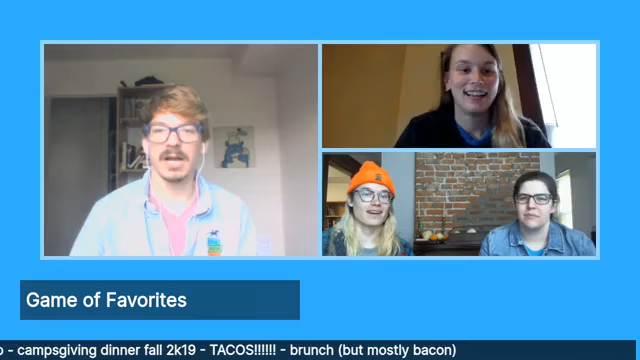 Game of Favorites
- campsgiving dinner fall 2k19 - TACOS!!!!!! - brunch (but mostly bacon)